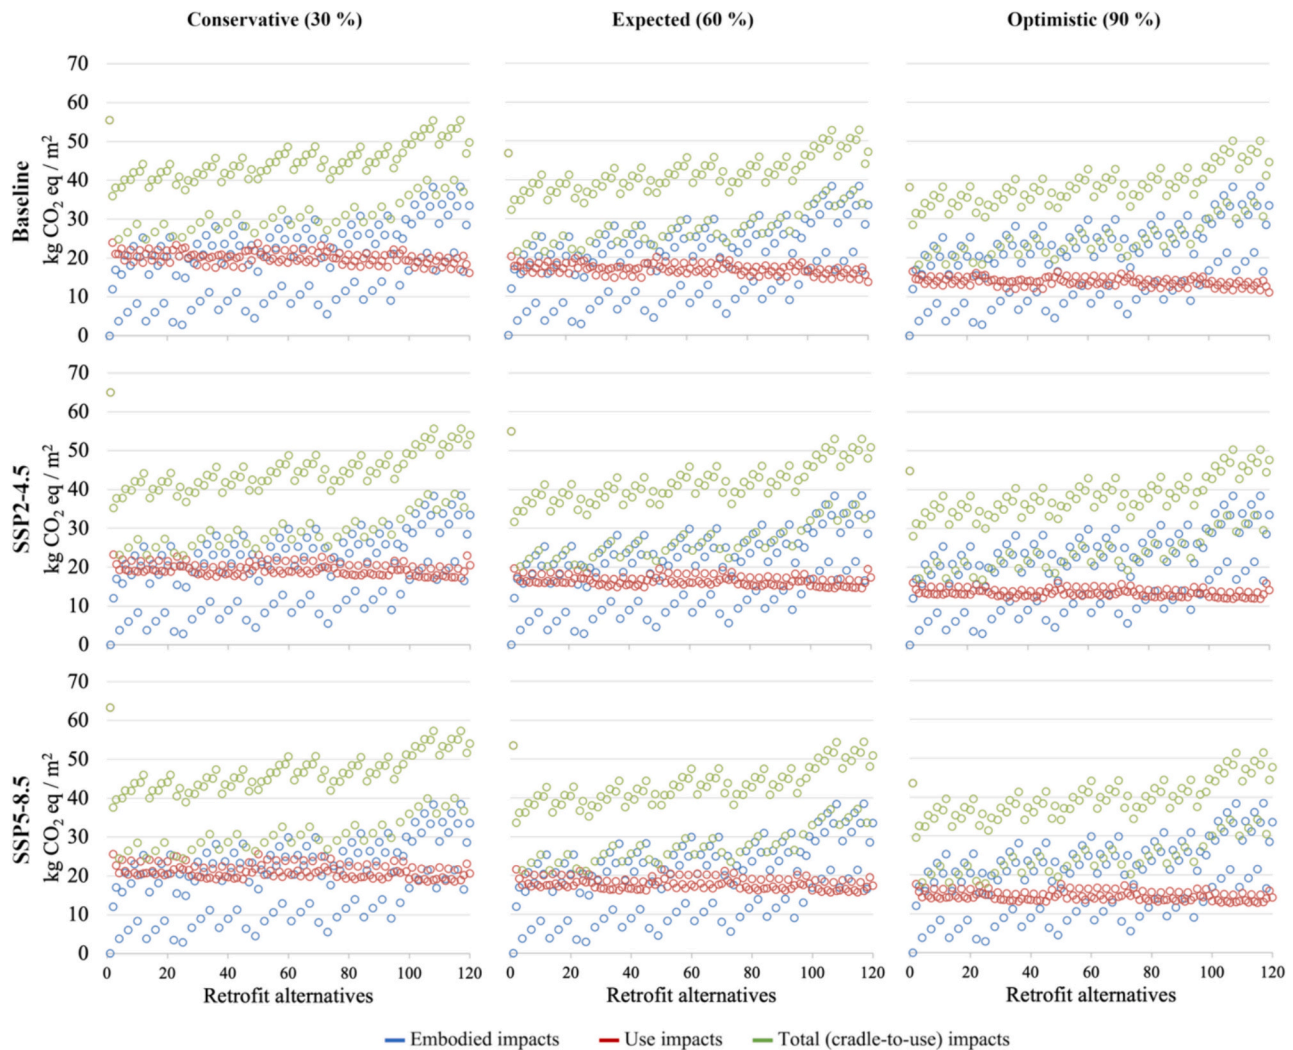 Conservative (30 %) Expected (60 %) Optimistic (90 %)
Baseline
kg CO2 eq / m2
70
60
50
40
30
20
10
0
SSP2-4.5
kg CO2 eq / m2
70
60
50
40
30
20
10
0
SSP5-8.5
kg CO2 eq / m2
70
60
50
40
30
20
10
0
0 20 40 60 80 100 120 0 20 40 60 80 100 120 0 20 40 60 80 100 120
Retrofit alternatives Retrofit alternatives Retrofit alternatives
Embodied impacts Use impacts Total (cradle-to-use) impacts